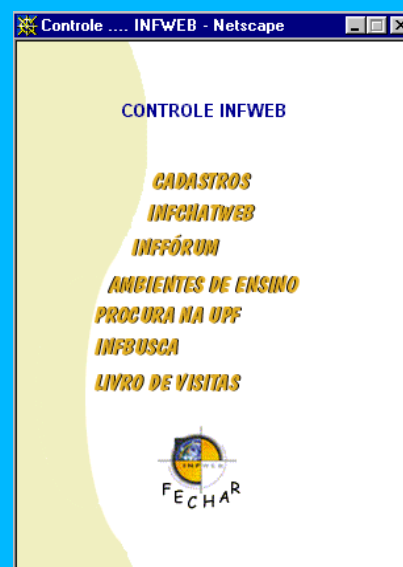 Controle .... INFWEB - Netscape
CONTROLE INFWEB
CADASTROS
INFCHATWEB
INFFÓRUM
AMBIENTES DE ENSINO
PROCURA NA UPF
INFBUSCA
LIVRO DE VISITAS
INFWEB
FECHAR